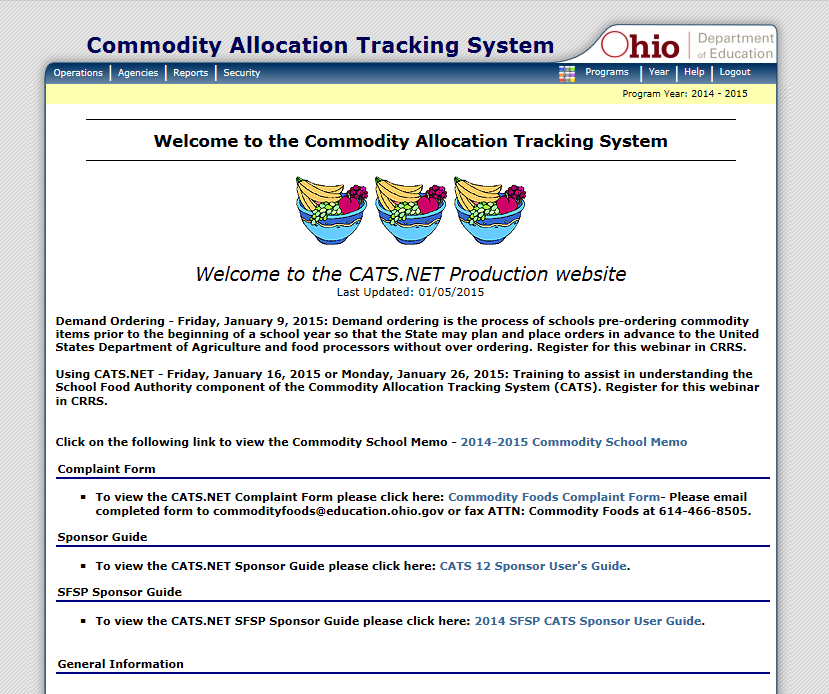 Commodity Allocation Tracking System
Ohio Department of Education
Operations Agencies Reports Security Programs Year Help Logout
Program Year: 2014 - 2015
Welcome to the Commodity Allocation Tracking System
Welcome to the CATS.NET Production website
Last Updated: 01/05/2015
Demand Ordering - Friday, January 9, 2015: Demand ordering is the process of schools pre-ordering commodity
items prior to the beginning of a school year so that the State may plan and place orders in advance to the United
States Department of Agriculture and food processors without over ordering. Register for this webinar in CRRS.
Using CATS.NET - Friday, January 16, 2015 or Monday, January 26, 2015: Training to assist in understanding the
School Food Authority component of the Commodity Allocation Tracking System (CATS). Register for this webinar
in CRRS.
Click on the following link to view the Commodity School Memo - 2014-2015 Commodity School Memo
Complaint Form
▪ To view the CATS.NET Complaint Form please click here: Commodity Foods Complaint Form- Please email
completed form to commodityfoods@education.ohio.gov or fax ATTN: Commodity Foods at 614-466-8505.
Sponsor Guide
▪ To view the CATS.NET Sponsor Guide please click here: CATS 12 Sponsor User's Guide.
SFSP Sponsor Guide
▪ To view the CATS.NET SFSP Sponsor Guide please click here: 2014 SFSP CATS Sponsor User Guide.
General Information